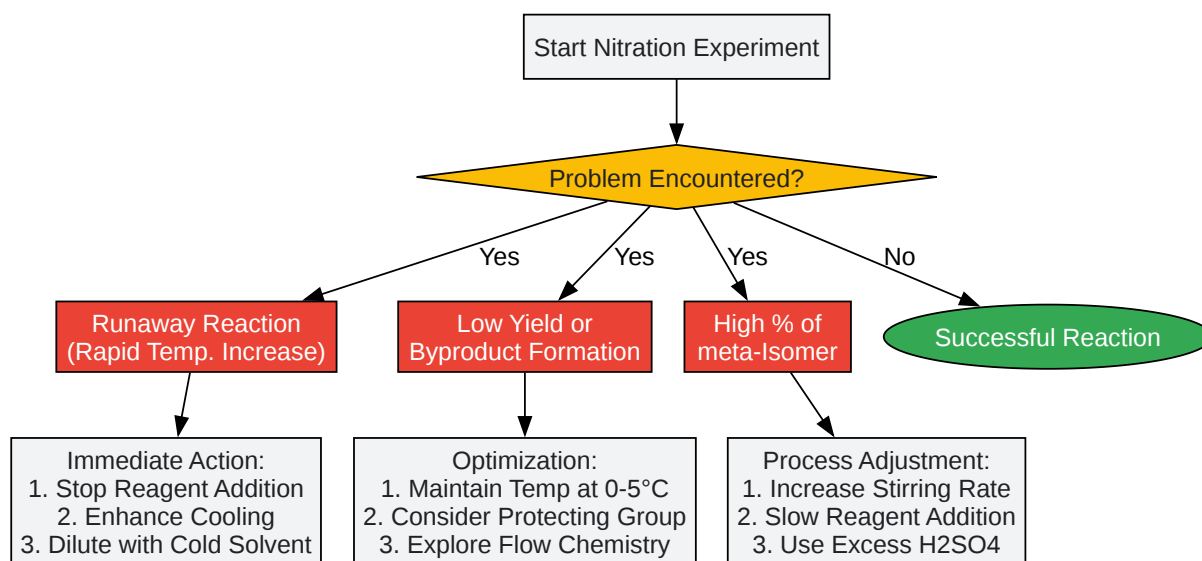 Start Nitration Experiment
Problem Encountered?
Yes
Yes
Yes
No
Runaway Reaction
(Rapid Temp. Increase)
Low Yield or
Byproduct Formation
High % of
meta-Isomer
Successful Reaction
Immediate Action:
1. Stop Reagent Addition
2. Enhance Cooling
3. Dilute with Cold Solvent
Optimization:
1. Maintain Temp at 0-5°C
2. Consider Protecting Group
3. Explore Flow Chemistry
Process Adjustment:
1. Increase Stirring Rate
2. Slow Reagent Addition
3. Use Excess H2SO4